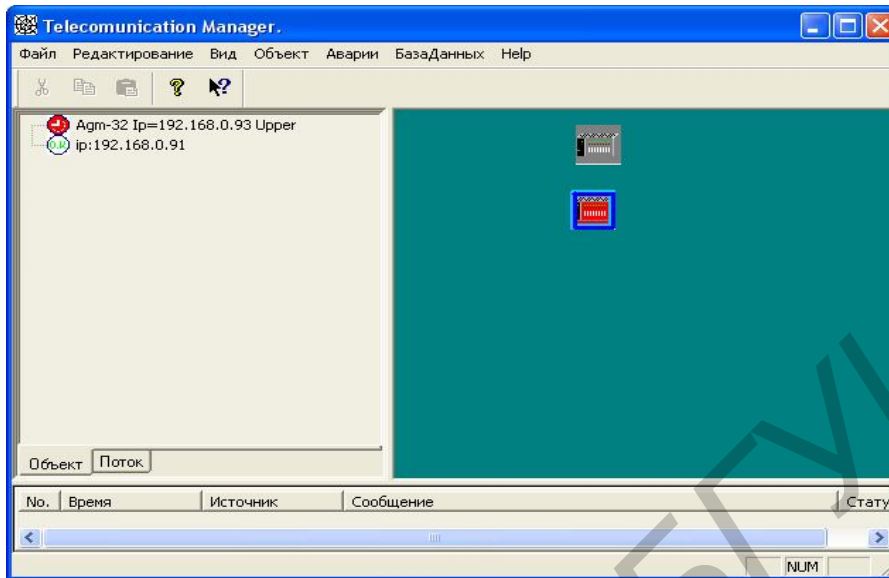 Telecomunication Manager.
Файл Редактирование Вид Объект Аварии БазаДанных Help
Agm-32 Ip=192.168.0.93 Upper
O.K ip:192.168.0.91
Объект Поток
No. Время Источник Сообщение Стату
NUM